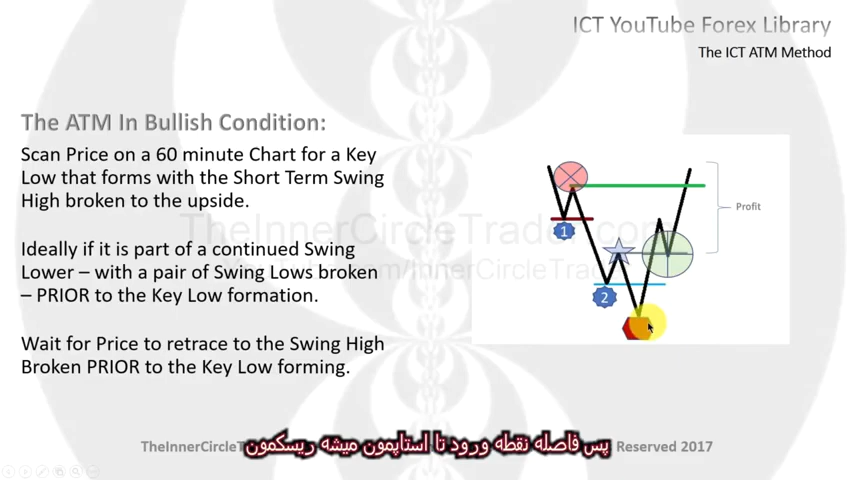 ICT YouTube Forex Library
The ICT ATM Method
The ATM In Bullish Condition:
Scan Price on a 60 minute Chart for a Key
Low that forms with the Short Term Swing
High broken to the upside.
Ideally if it is part of a continued Swing
Lower – with a pair of Swing Lows broken
– PRIOR to the Key Low formation.
Wait for Price to retrace to the Swing High
Broken PRIOR to the Key Low forming.
1
2
Profit
TheInnerCircleTrade
.com/InnerCircleTrad
TheInnerCircleT
Reserved 2017
پس فاصله نقطه ورود تا استاپمون میشه ریسکمون